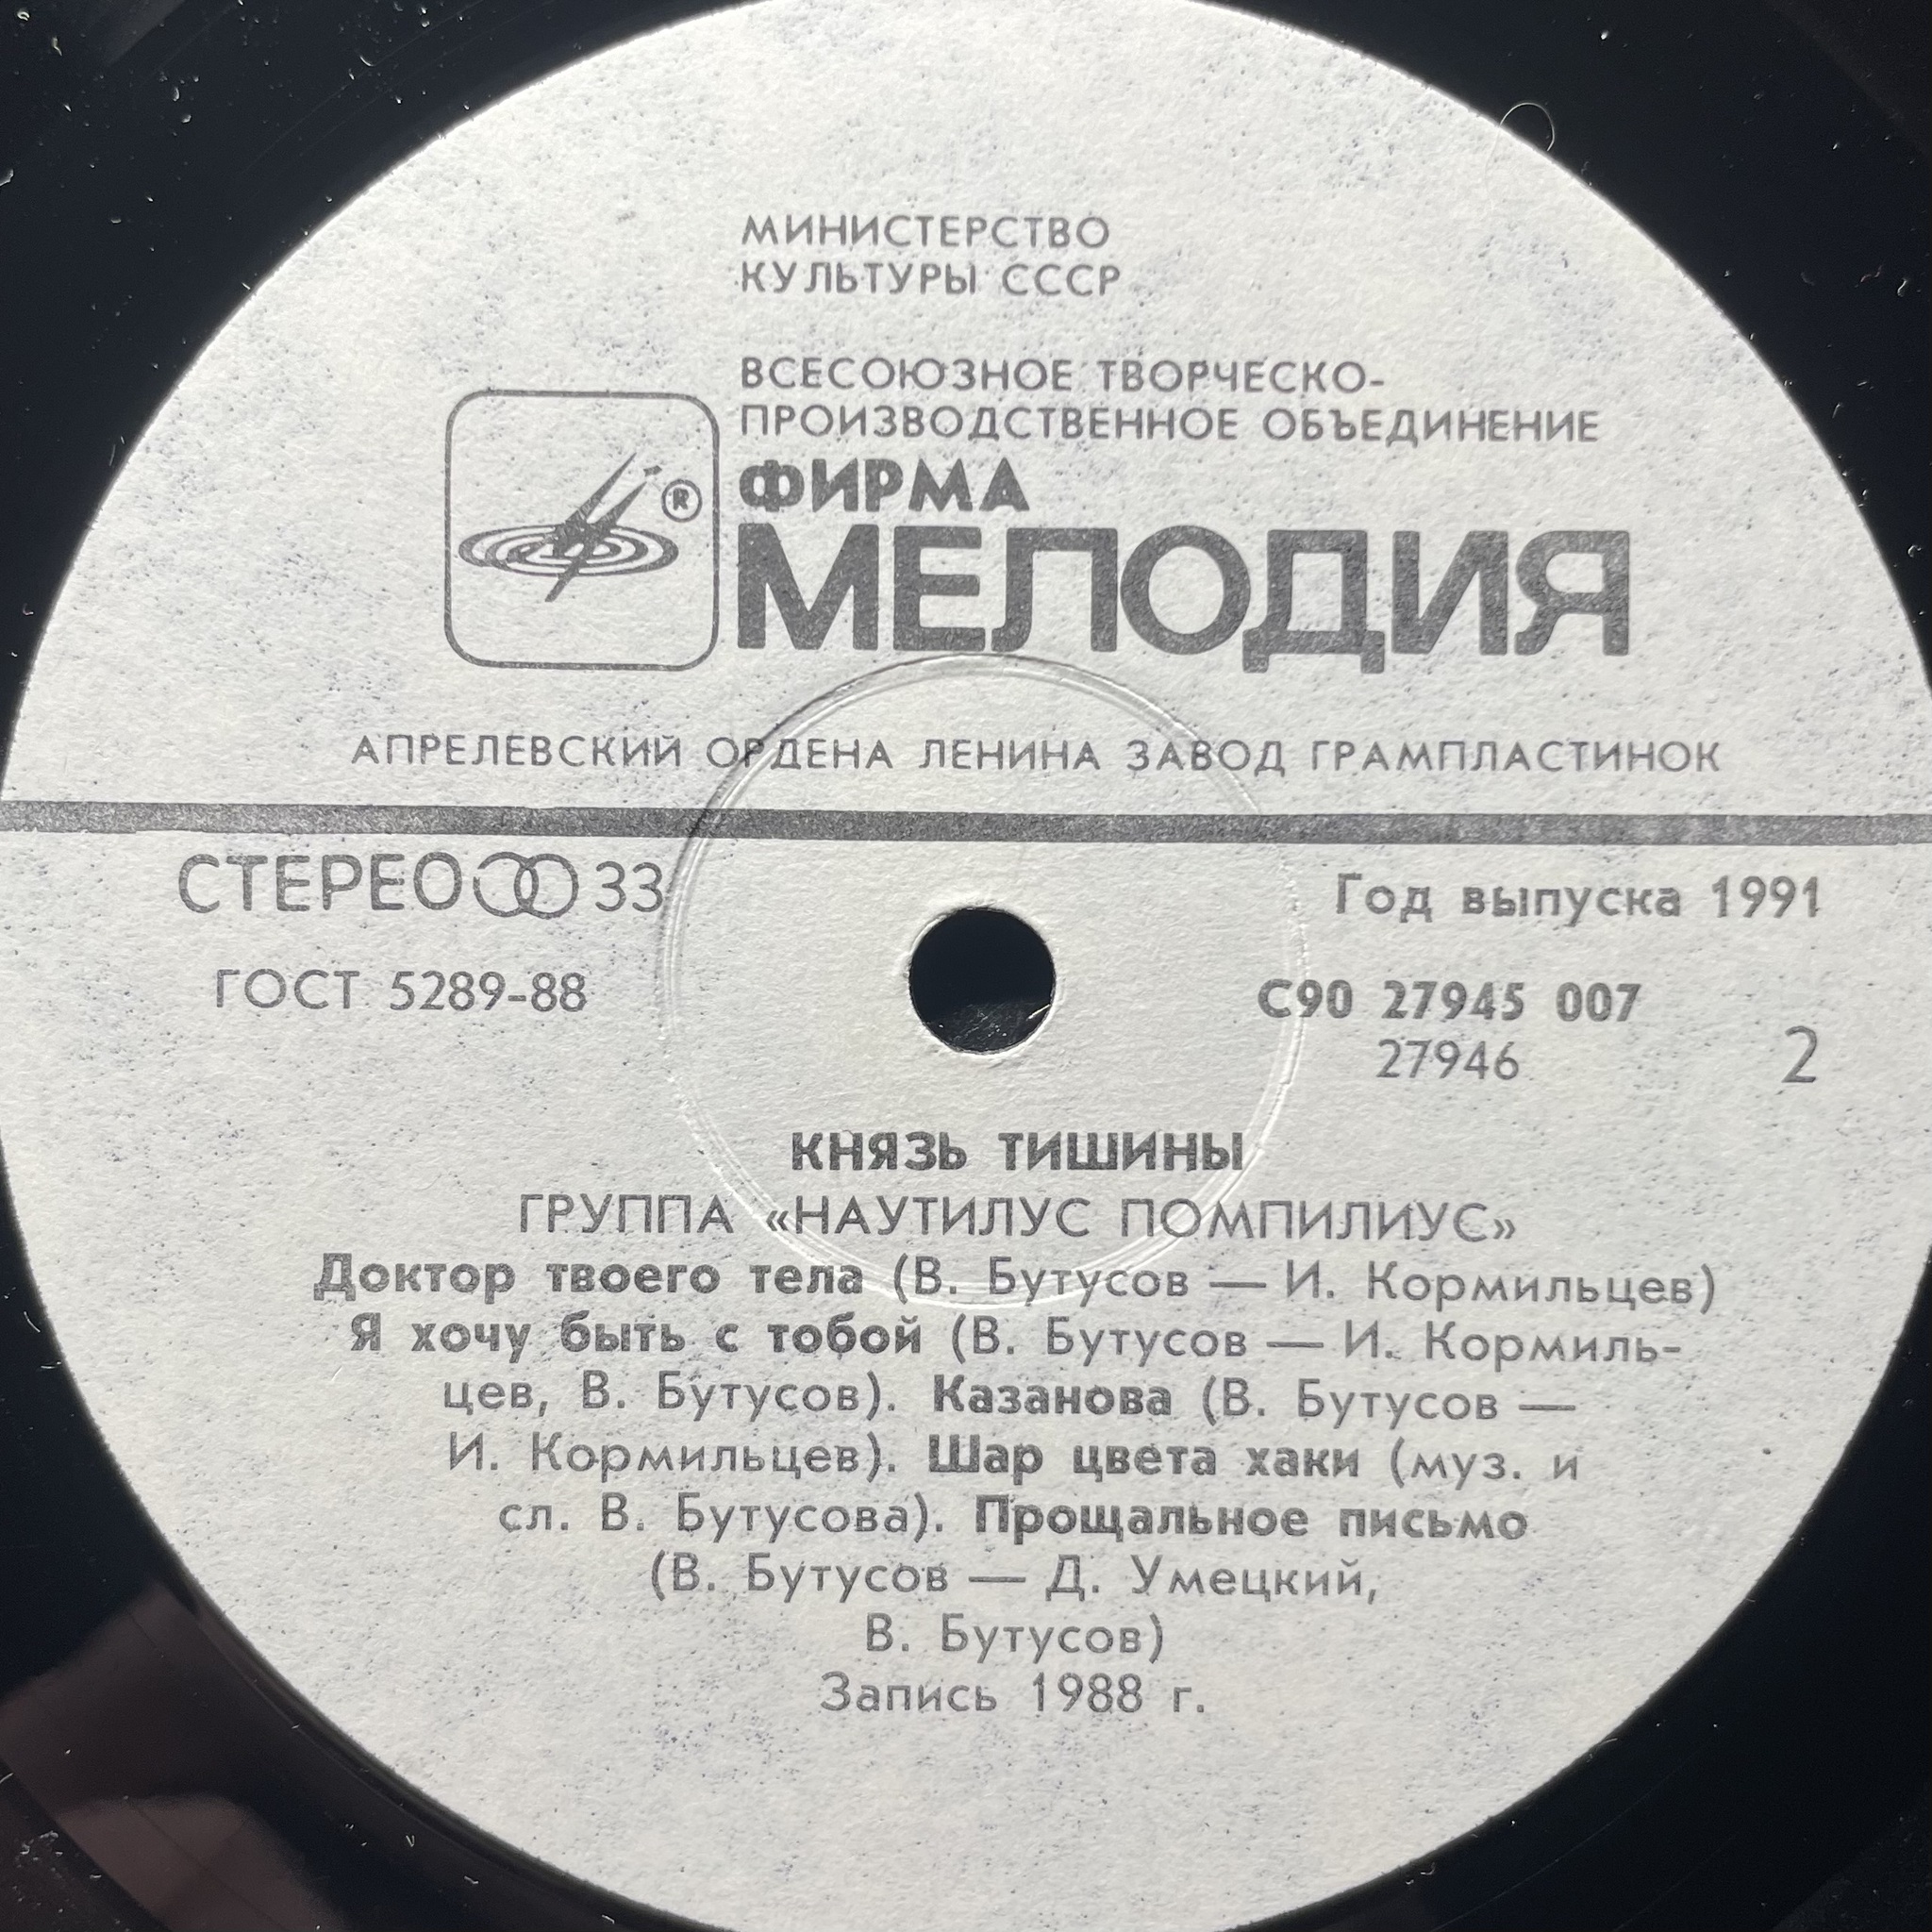 МИНИСТЕРСТВО
КУЛЬТУРЫ СССР
ВСЕСОЮЗНОЕ ТВОРЧЕСКО-
ПРОИЗВОДСТВЕННОЕ ОБЪЕДИНЕНИЕ
®
ФИРМА
МЕЛОДИЯ
АПРЕЛЕВСКИЙ ОРДЕНА ЛЕНИНА ЗАВОД ГРАМПЛАСТИНОК
СТЕРЕО 33
Год выпуска 1991
ГОСТ 5289-88
С90 27945 007
27946
2
КНЯЗЬ ТИШИНЫ
ГРУППА «НАУТИЛУС ПОМПИЛИУС»
Доктор твоего тела (В. Бутусов — И. Кормильцев)
Я хочу быть с тобой (В. Бутусов — И. Кормиль-
цев, В. Бутусов). Казанова (В. Бутусов —
И. Кормильцев). Шар цвета хаки (муз. и
сл. В. Бутусова). Прощальное письмо
(В. Бутусов — Д. Умецкий,
В. Бутусов)
Запись 1988 г.